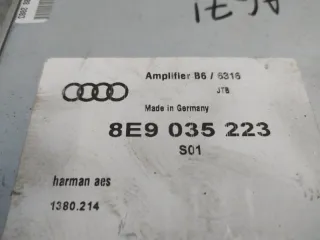 Amplifier B6 / 6316
JTB
Made in Germany
8E9 035 223
S01
harman aes
1380.214